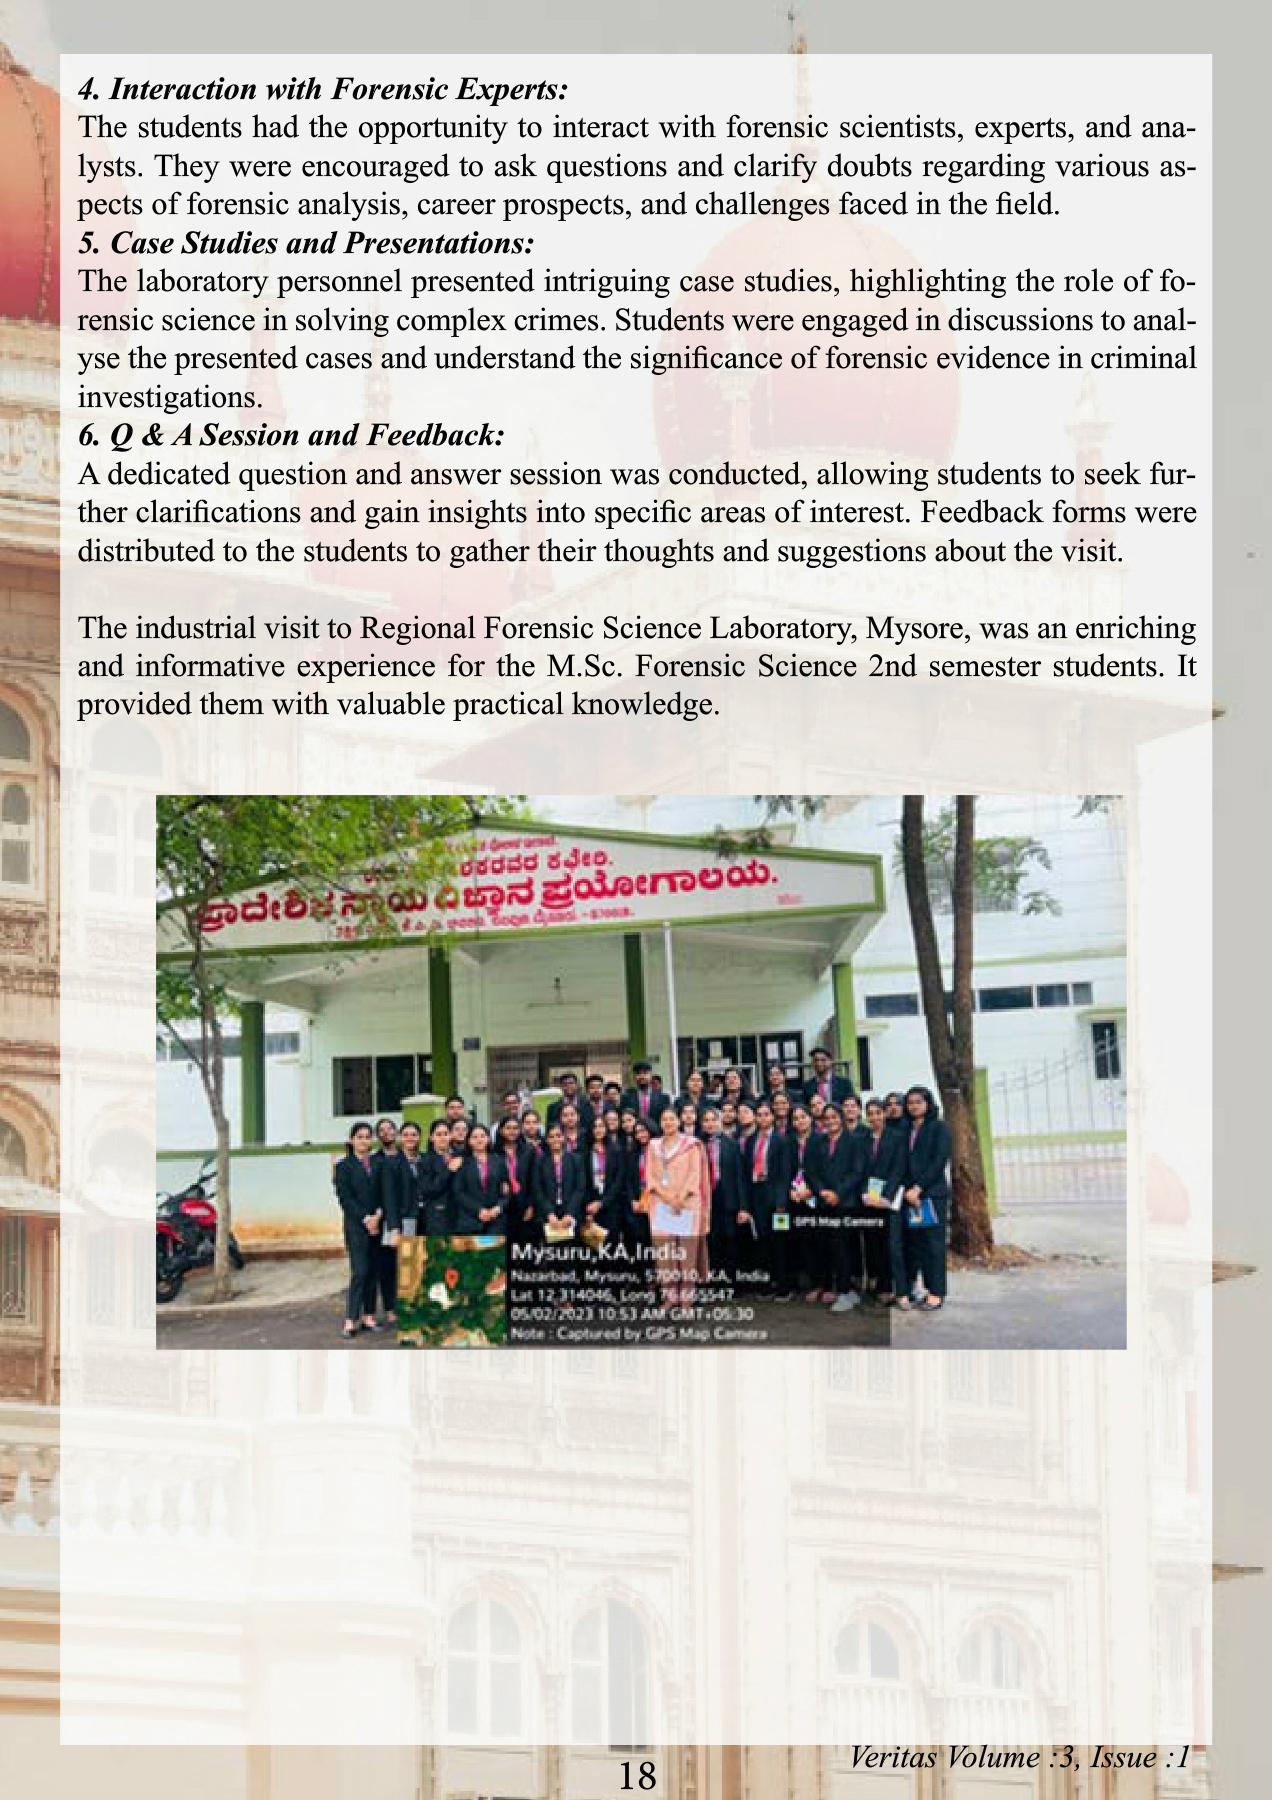 4. Interaction with Forensic Experts:
The students had the opportunity to interact with forensic scientists, experts, and ana-
lysts. They were encouraged to ask questions and clarify doubts regarding various as-
pects of forensic analysis, career prospects, and challenges faced in the field.
5. Case Studies and Presentations:
The laboratory personnel presented intriguing case studies, highlighting the role of fo-
rensic science in solving complex crimes. Students were engaged in discussions to anal-
yse the presented cases and understand the significance of forensic evidence in criminal
investigations.
6. Q & A Session and Feedback:
A dedicated question and answer session was conducted, allowing students to seek fur-
ther clarifications and gain insights into specific areas of interest. Feedback forms were
distributed to the students to gather their thoughts and suggestions about the visit.
The industrial visit to Regional Forensic Science Laboratory, Mysore, was an enriching
and informative experience for the M.Sc. Forensic Science 2nd semester students. It
provided them with valuable practical knowledge.
ಕಛೇರಿ.
ಪ್ರಾದೇಶಿಕ ನ್ಯಾಯ ವಿಜ್ಞಾನ ಪ್ರಯೋಗಾಲಯ.
GPS Map Camera
Mysuru,KA,India
Nazarbad, Mysuru, 570010, KA, India
Lat 12.314046, Long 76.665547
05/02/2023 10:53 AM GMT+05:30
Note : Captured by GPS Map Camera
Veritas Volume :3, Issue :1
18